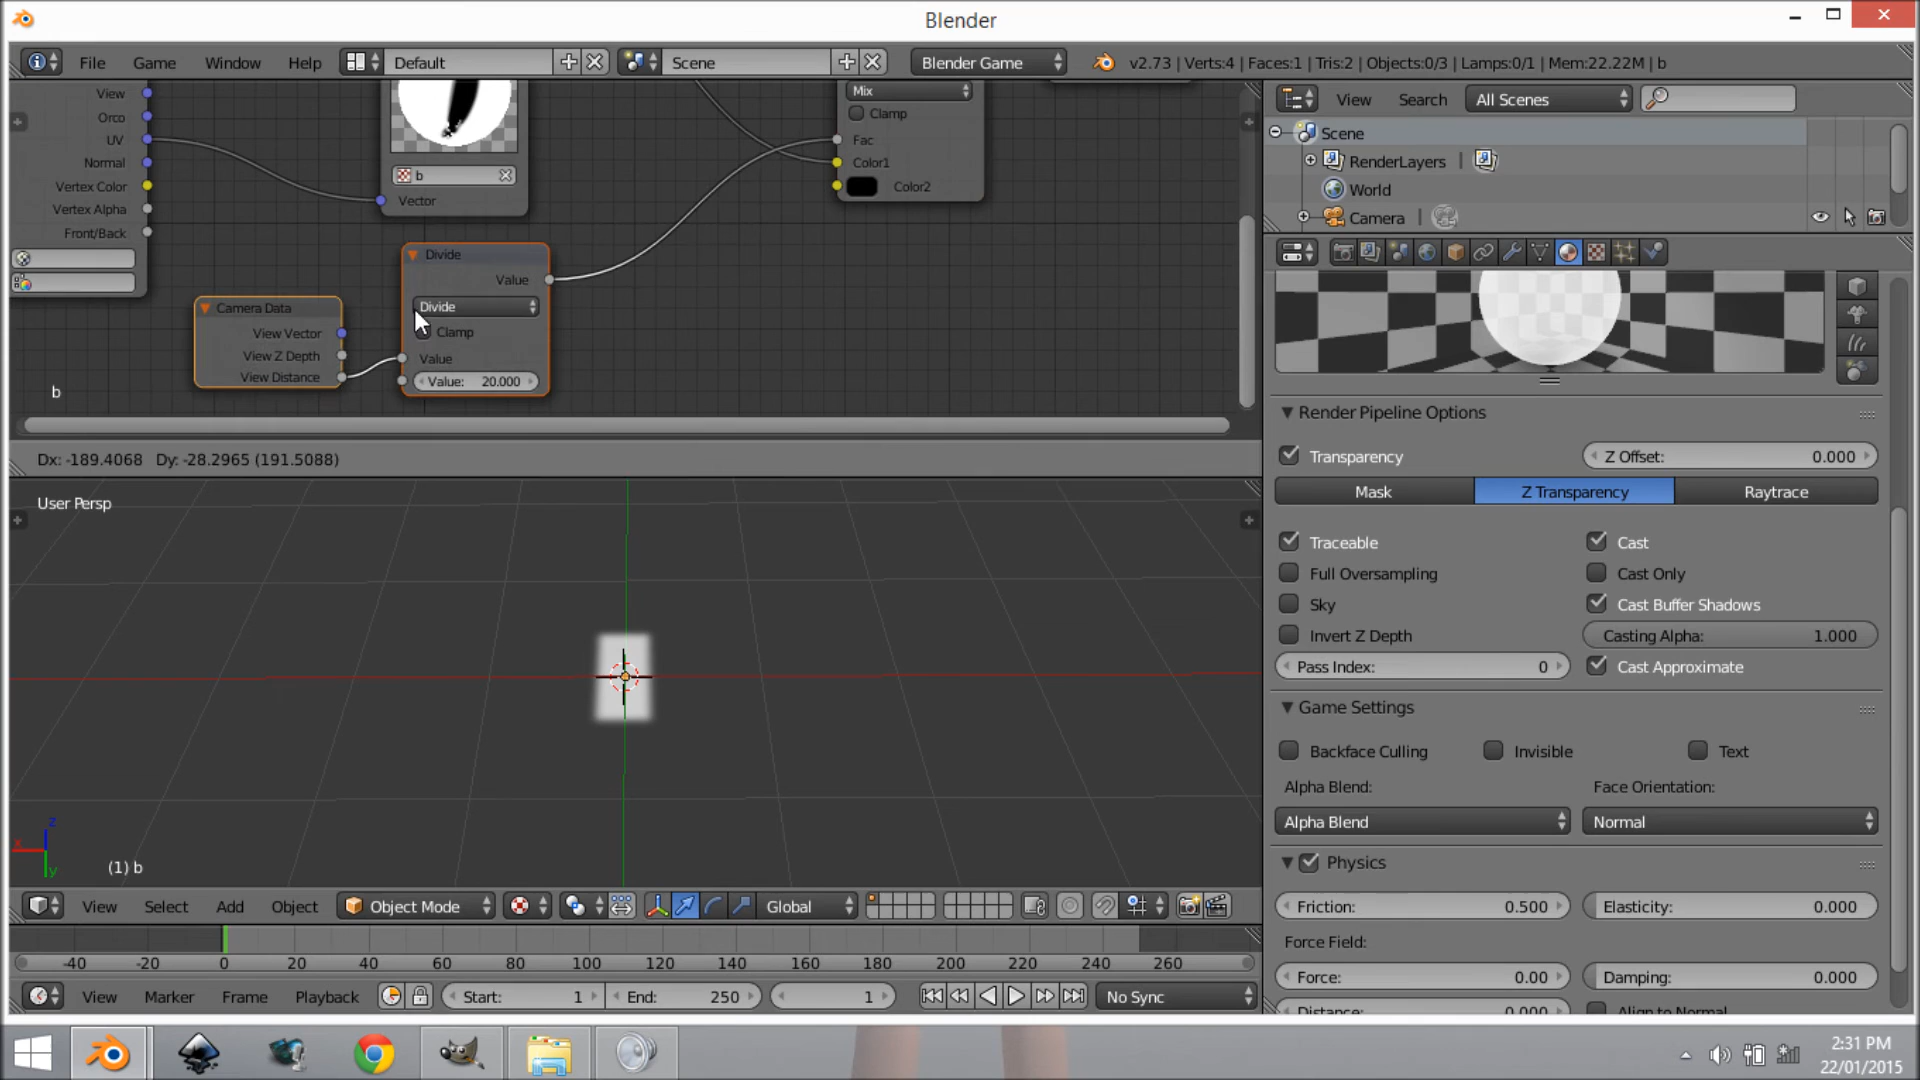 Blender
File Game Window Help Default Scene Blender Game v2.73 | Verts:4 | Faces:1 | Tris:2 | Objects:0/3 | Lamps:0/1 | Mem:22.22M | b
View
Orco
UV
Normal
Vertex Color
Vertex Alpha
Front/Back
b
Vector
Mix
Clamp
Fac
Color1
Color2
Divide
Value
Divide
Clamp
Value
Value: 20.000
Camera Data
View Vector
View Z Depth
View Distance
b
Dx: -189.4068 Dy: -28.2965 (191.5088)
User Persp
z
x
y
(1) b
View Select Add Object Object Mode Global
-40 -20 0 20 40 60 80 100 120 140 160 180 200 220 240 260
View Marker Frame Playback Start: 1 End: 250 1 No Sync
View Search All Scenes
Scene
RenderLayers |
World
Camera |
Render Pipeline Options
Transparency Z Offset: 0.000
Mask Z Transparency Raytrace
Traceable Cast
Full Oversampling Cast Only
Sky Cast Buffer Shadows
Invert Z Depth Casting Alpha: 1.000
Pass Index: 0 Cast Approximate
Game Settings
Backface Culling Invisible Text
Alpha Blend: Face Orientation:
Alpha Blend Normal
Physics
Friction: 0.500 Elasticity: 0.000
Force Field:
Force: 0.00 Damping: 0.000
Distance: 0.000 Align to Normal
2:31 PM
22/01/2015